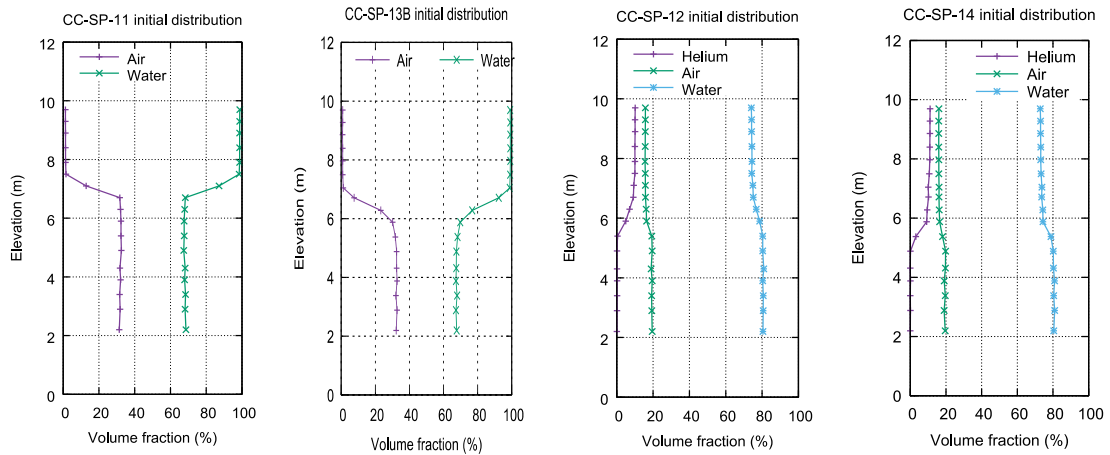 CC-SP-11 initial distribution
12
10
8
6
4
2
0
Elevation (m)
Air
Water
0 20 40 60 80 100
Volume fraction (%)
CC-SP-13B initial distribution
12
10
8
6
4
2
0
Elevation (m)
Air Water
0 20 40 60 80 100
Volume fraction (%)
CC-SP-12 initial distribution
12
10
8
6
4
2
0
Elevation (m)
Helium
Air
Water
0 20 40 60 80 100
Volume fraction (%)
CC-SP-14 initial distribution
12
10
8
6
4
2
0
Elevation (m)
Helium
Air
Water
0 20 40 60 80 100
Volume fraction (%)